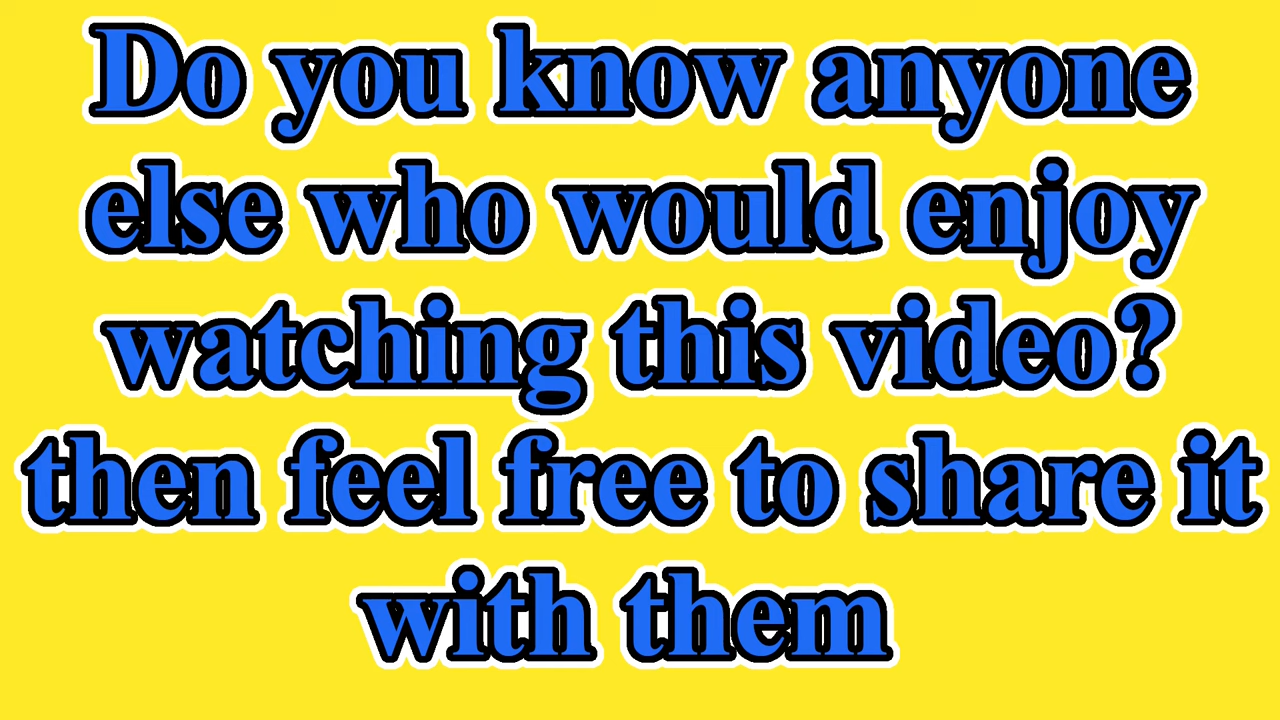 Do you know anyone
else who would enjoy
watching this video?
then feel free to share it
with them